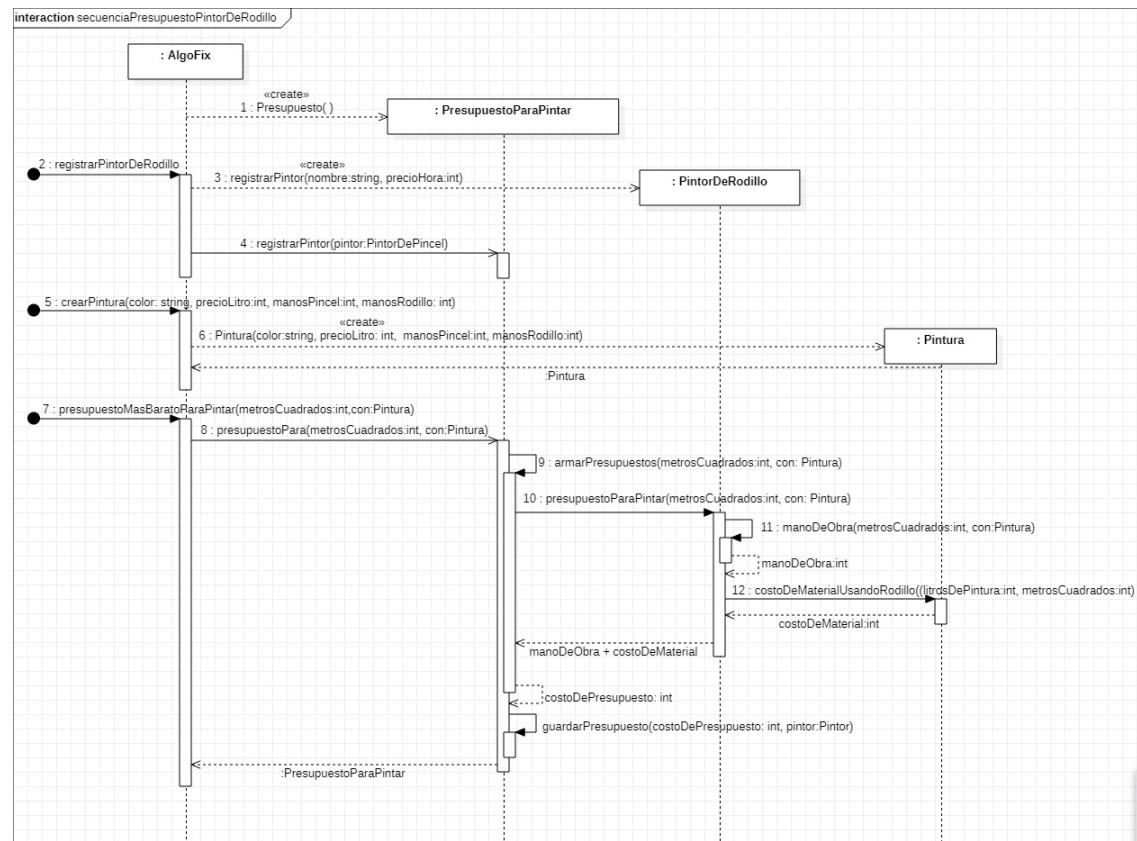 interaction secuenciaPresupuestoPintorDeRodillo
: AlgoFix
«create»
1 : Presupuesto( )
: PresupuestoParaPintar
2 : registrarPintorDeRodillo
«create»
3 : registrarPintor(nombre:string, precioHora:int)
: PintorDeRodillo
4 : registrarPintor(pintor:PintorDePincel)
5 : crearPintura(color: string, precioLitro:int, manosPincel:int, manosRodillo: int)
«create»
6 : Pintura(color:string, precioLitro: int, manosPincel:int, manosRodillo:int)
: Pintura
:Pintura
7 : presupuestoMasBaratoParaPintar(metrosCuadrados:int,con:Pintura)
8 : presupuestoPara(metrosCuadrados:int, con:Pintura)
9 : armarPresupuestos(metrosCuadrados:int, con: Pintura)
10 : presupuestoParaPintar(metrosCuadrados:int, con: Pintura)
11 : manoDeObra(metrosCuadrados:int, con:Pintura)
manoDeObra:int
12 : costoDeMaterialUsandoRodillo((litrosDePintura:int, metrosCuadrados:int)
costoDeMaterial:int
manoDeObra + costoDeMaterial
costoDePresupuesto: int
guardarPresupuesto(costoDePresupuesto: int, pintor:Pintor)
:PresupuestoParaPintar